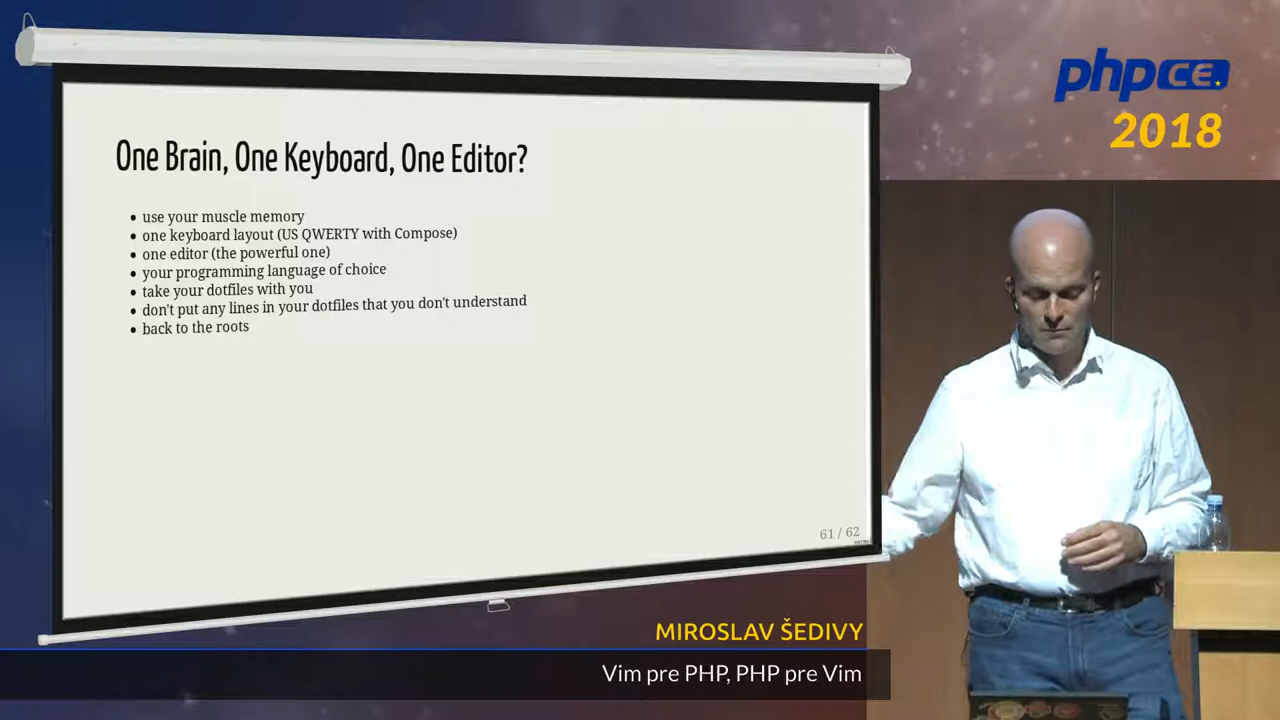 phpce.
2018
One Brain, One Keyboard, One Editor?
• use your muscle memory
• one keyboard layout (US QWERTY with Compose)
• one editor (the powerful one)
• your programming language of choice
• take your dotfiles with you
• don't put any lines in your dotfiles that you don't understand
• back to the roots
61 / 62
MIROSLAV ŠEDIVY
Vim pre PHP, PHP pre Vim